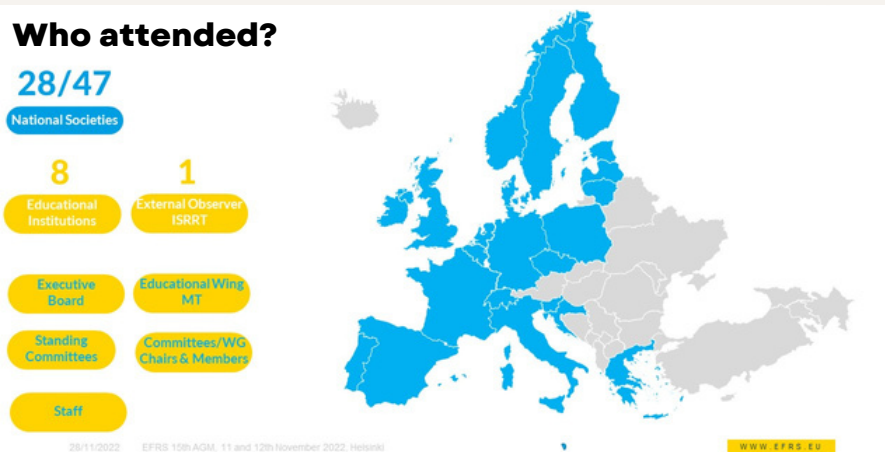 Who attended?
28/47
National Societies
8
1
Educational
Institutions
External Observer
ISRRT
Executive
Board
Educational Wing
MT
Standing
Committees
Committees/WG
Chairs & Members
Staff
28/11/2022 EFRS 15th AGM, 11 and 12th November 2022, Helsinki
WWW.EFRS.EU